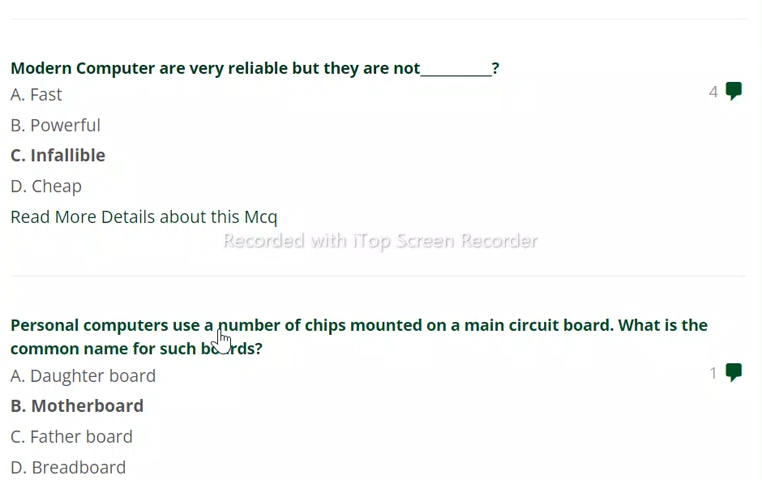 Modern Computer are very reliable but they are not__________?
A. Fast
4
B. Powerful
C. Infallible
D. Cheap
Read More Details about this Mcq
Recorded with iTop Screen Recorder
Personal computers use a number of chips mounted on a main circuit board. What is the
common name for such boards?
A. Daughter board
1
B. Motherboard
C. Father board
D. Breadboard